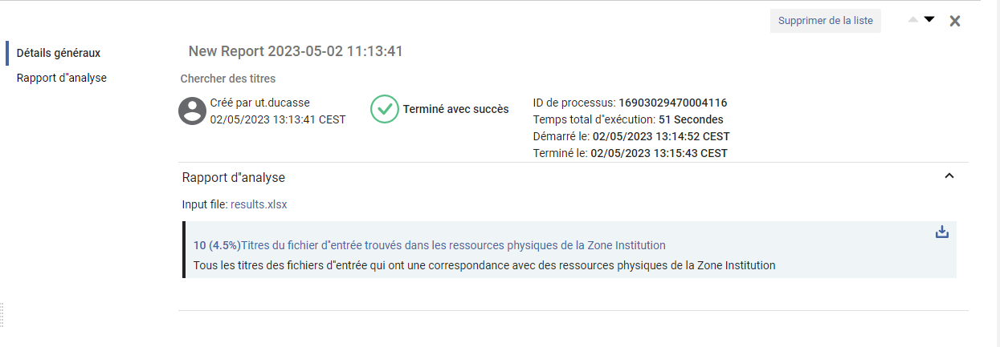 Supprimer de la liste
Détails généraux
Rapport d"analyse
New Report 2023-05-02 11:13:41
Chercher des titres
Créé par ut.ducasse
02/05/2023 13:13:41 CEST
Terminé avec succès
ID de processus: 16903029470004116
Temps total d"exécution: 51 Secondes
Démarré le: 02/05/2023 13:14:52 CEST
Terminé le: 02/05/2023 13:15:43 CEST
Rapport d"analyse
Input file: results.xlsx
10 (4.5%)Titres du fichier d"entrée trouvés dans les ressources physiques de la Zone Institution
Tous les titres des fichiers d"entrée qui ont une correspondance avec des ressources physiques de la Zone Institution